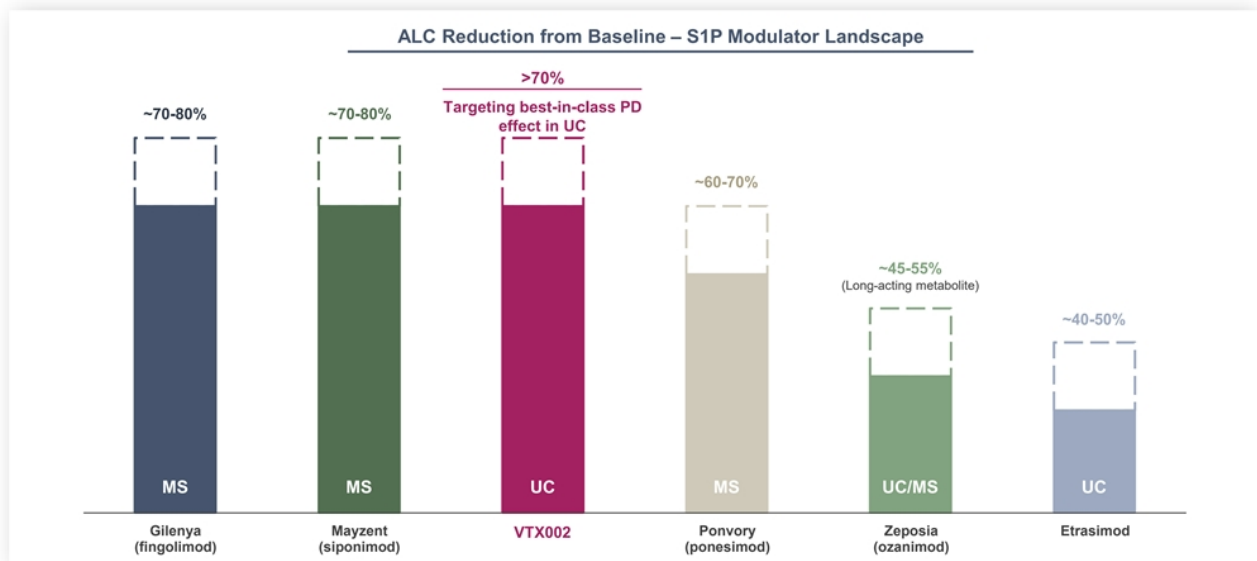 ALC Reduction from Baseline – S1P Modulator Landscape
>70%
Targeting best-in-class PD
effect in UC
~70-80%
~70-80%
~60-70%
~45-55%
(Long-acting metabolite)
~40-50%
MS
MS
UC
MS
UC/MS
UC
Gilenya
(fingolimod)
Mayzent
(siponimod)
VTX002
Ponvory
(ponesimod)
Zeposia
(ozanimod)
Etrasimod